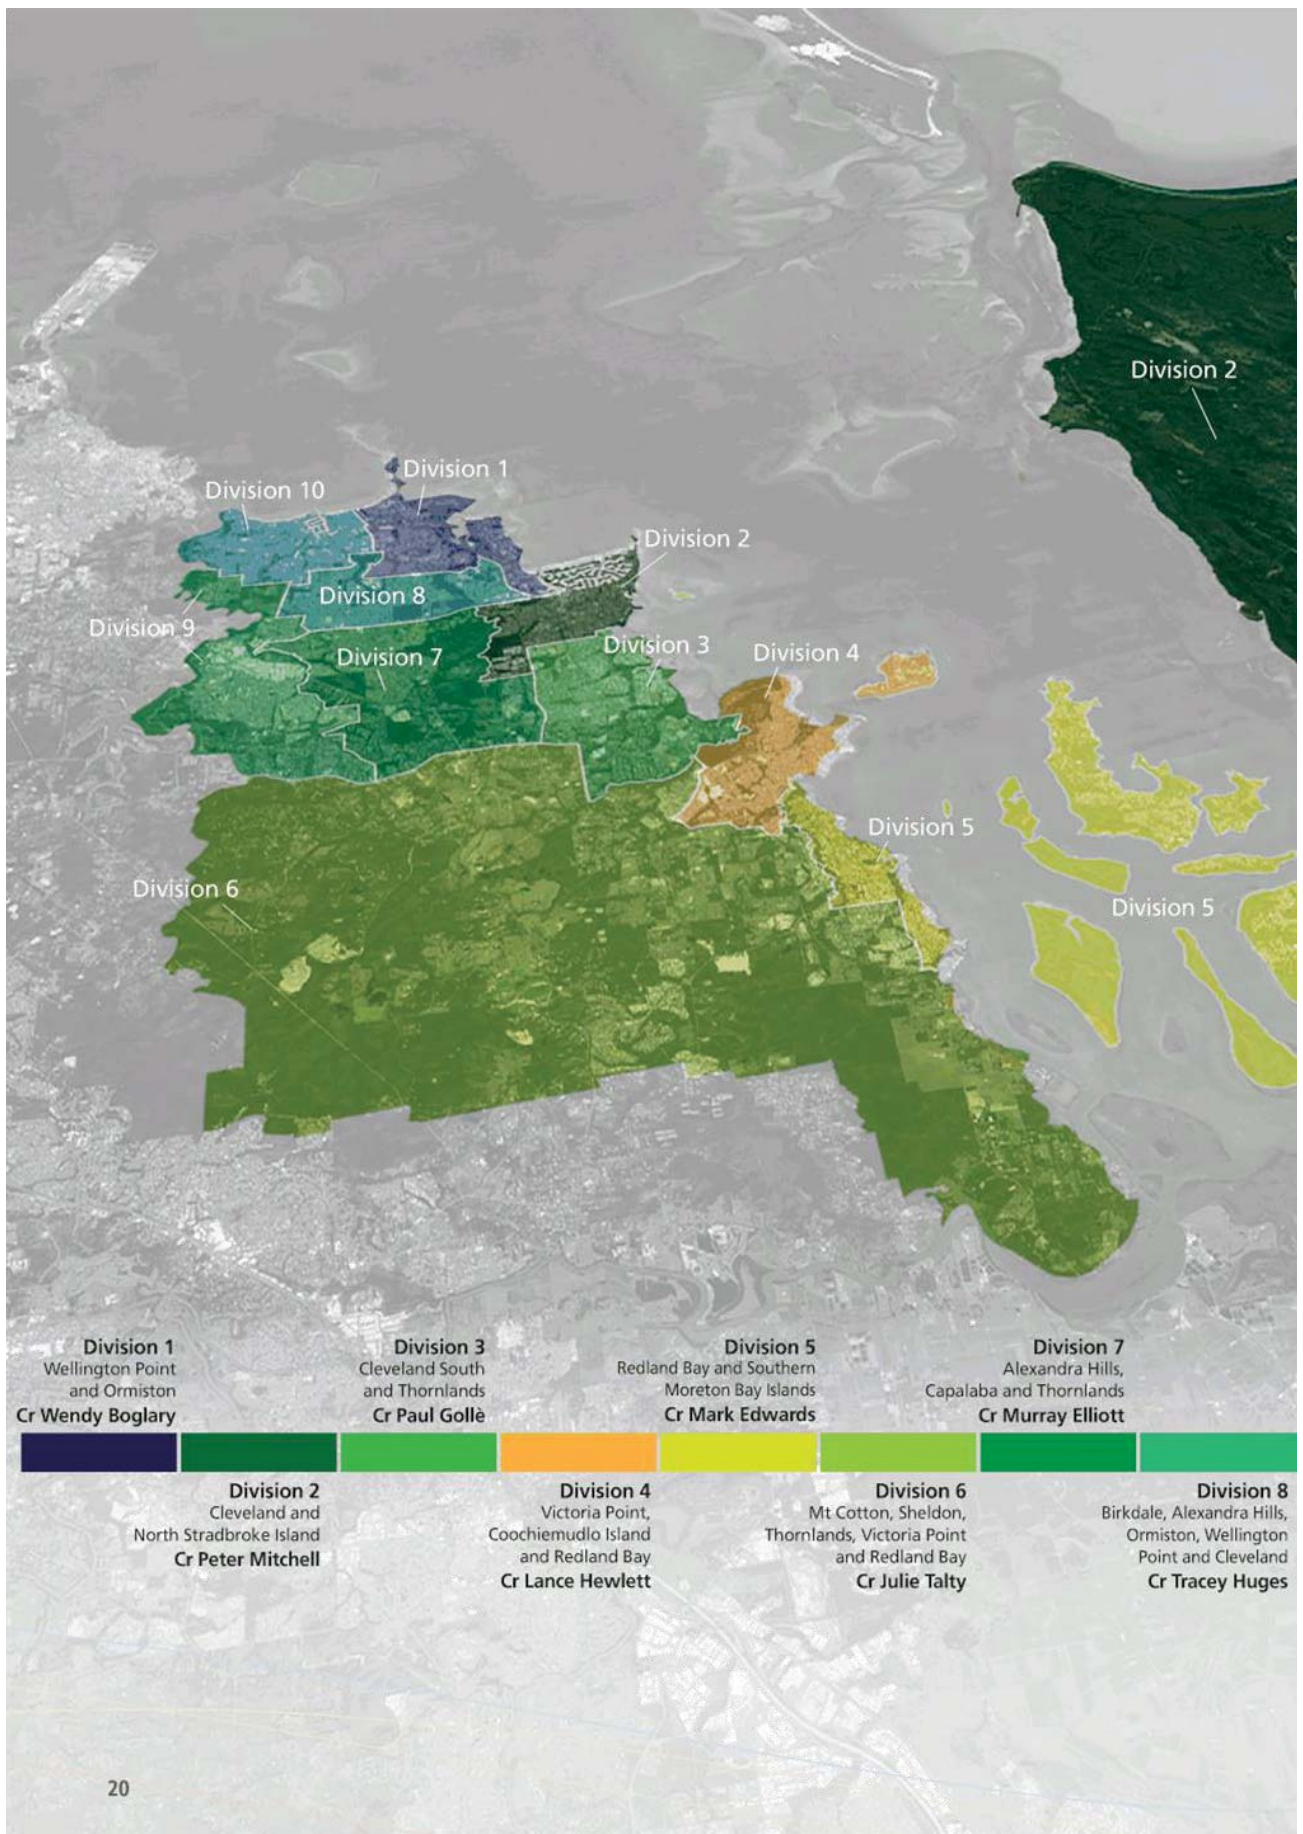 Division 2
Division 1
Division 10
Division 2
Division 8
Division 9
Division 3
Division 7
Division 4
Division 5
Division 6
Division 5
Division 1
Wellington Point
and Ormiston
Cr Wendy Boglary
Division 3
Cleveland South
and Thornlands
Cr Paul Gollè
Division 5
Redland Bay and Southern
Moreton Bay Islands
Cr Mark Edwards
Division 7
Alexandra Hills,
Capalaba and Thornlands
Cr Murray Elliott
Division 2
Cleveland and
North Stradbroke Island
Cr Peter Mitchell
Division 4
Victoria Point,
Coochiemudlo Island
and Redland Bay
Cr Lance Hewlett
Division 6
Mt Cotton, Sheldon,
Thornlands, Victoria Point
and Redland Bay
Cr Julie Talty
Division 8
Birkdale, Alexandra Hills,
Ormiston, Wellington
Point and Cleveland
Cr Tracey Huges
20